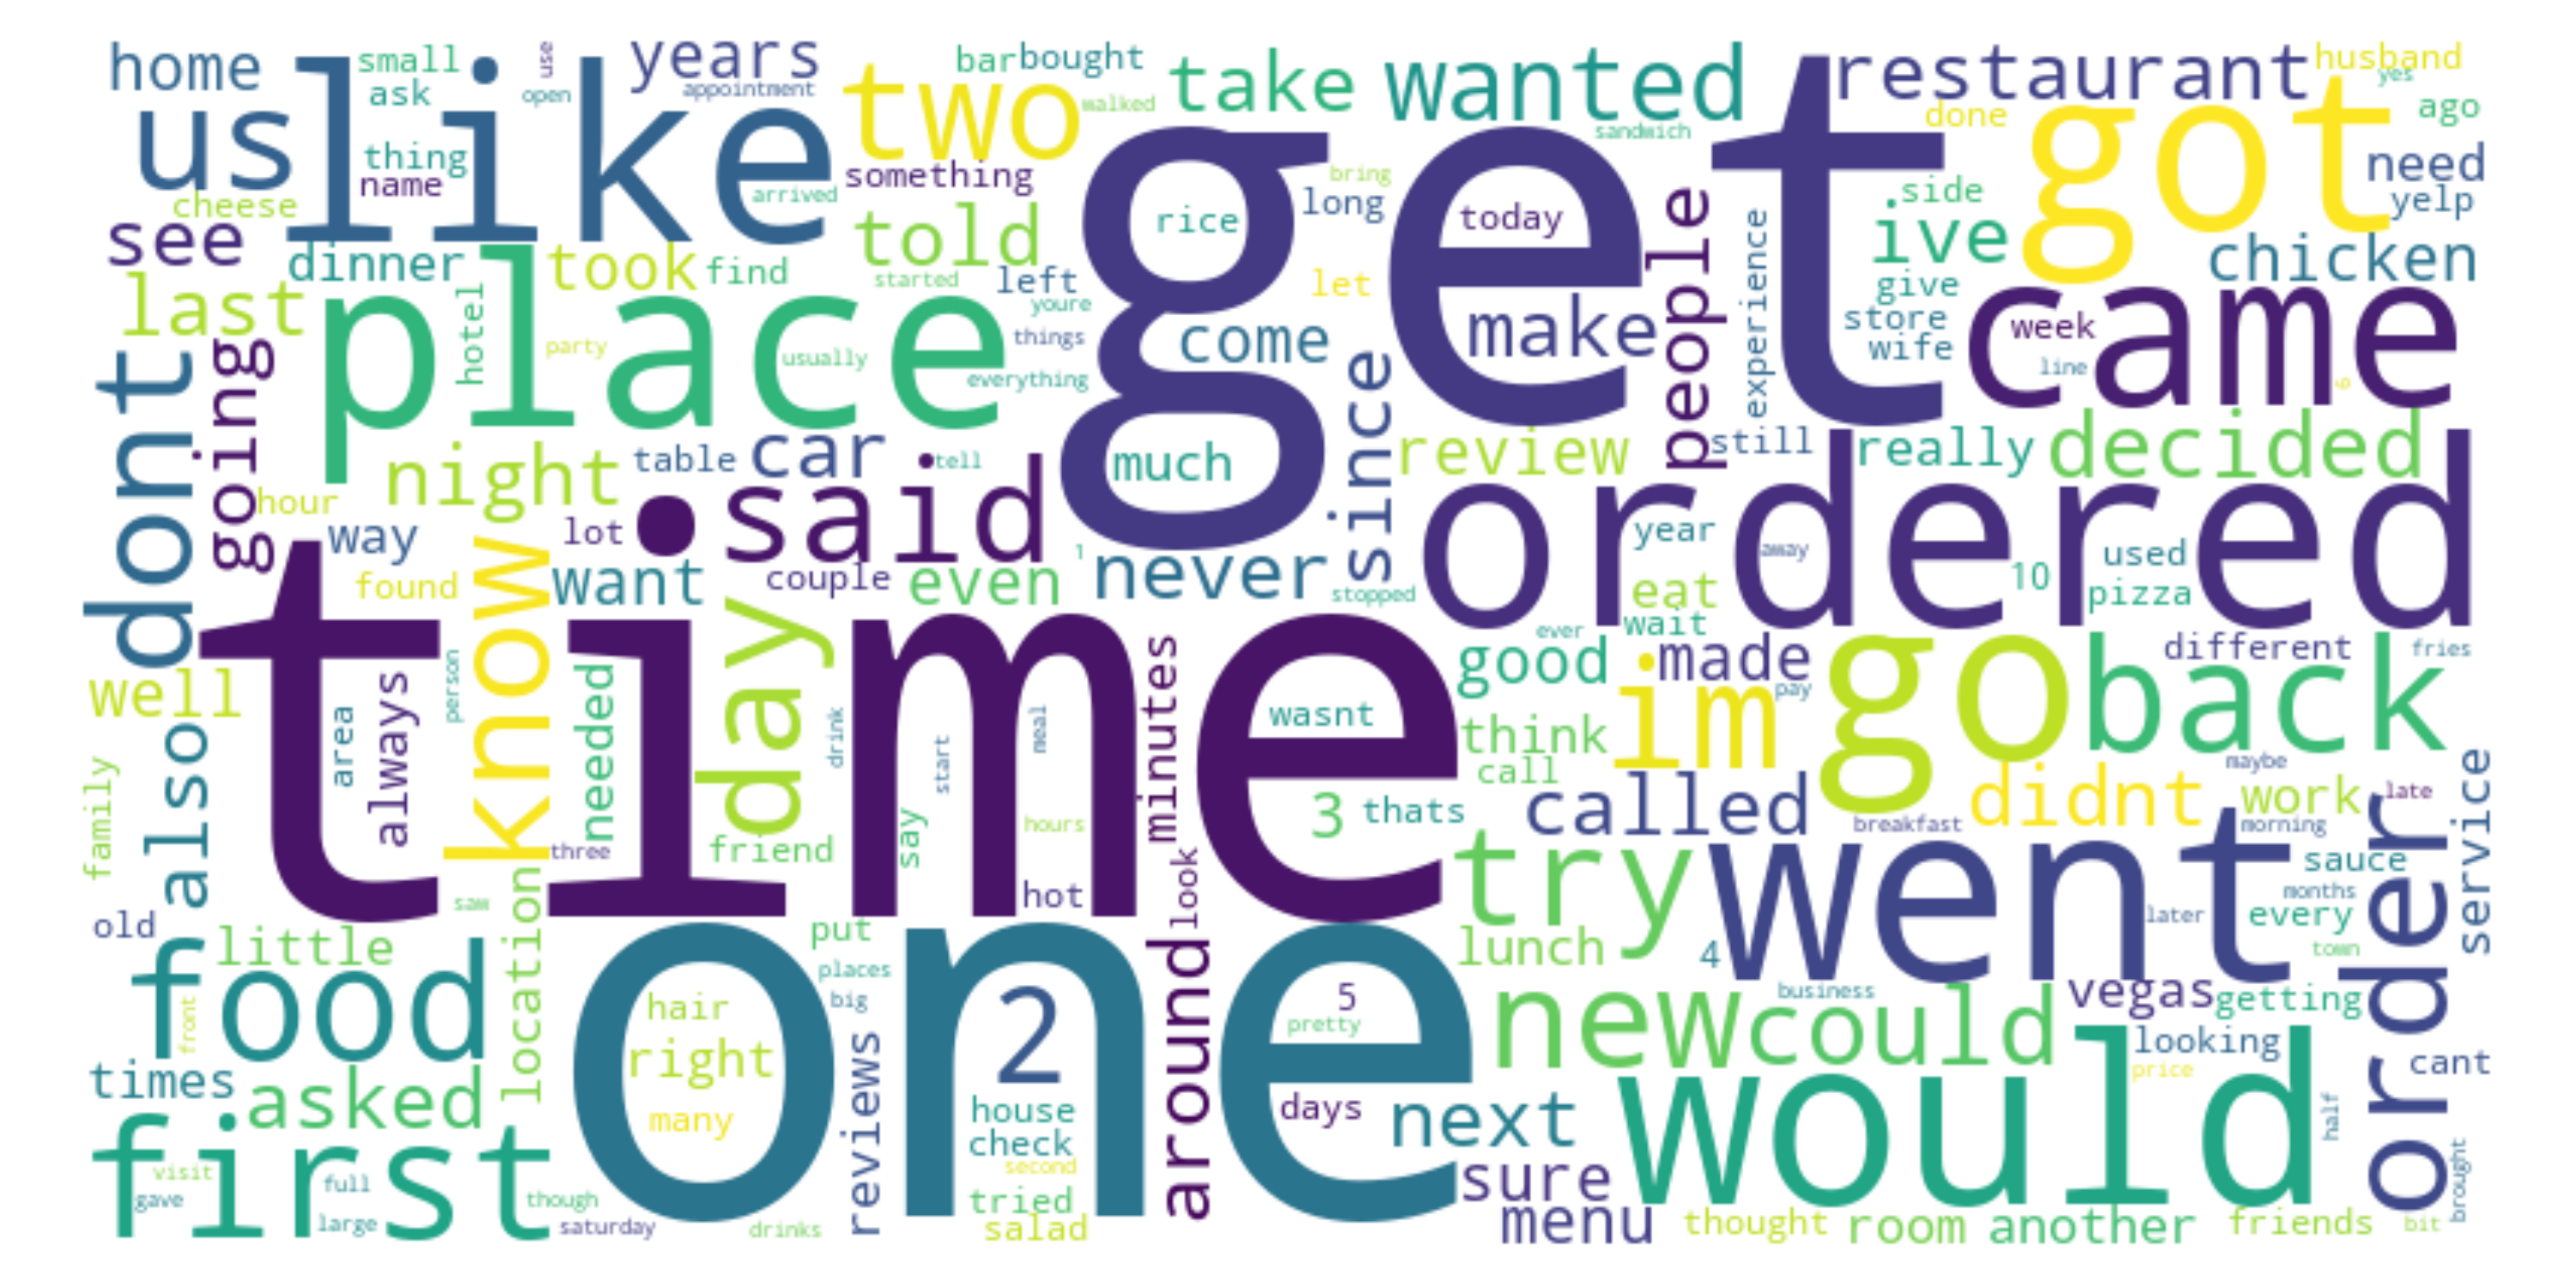 home
small
use
years
bar
bought
take
wanted
restaurant
husband
like
ask
open
appointment
two
walked
get
sandwich
done
yes
ago
us
thing
name
arrived
something
bring
long
rice
today
got
need
cheese
side
yelp
see
dinner
took
find
told
people
experience
ive
chicken
last
hotel
place
party
usually
started
left
youre
things
let
come
make
give
store
wife
week
came
line
6
everything
dont
going
night
table
car
tell
much
since
review
still
really
decided
hour
way
lot
said
ordered
year
away
10
used
pizza
found
know
want
couple
even
1
never
stopped
eat
wait
ever
time
day
well
always
area
person
needed
drink
start
meal
minutes
wasnt
good
made
im
pay
go
back
different
fries
also
family
think
call
3
thats
called
didnt
maybe
work
late
service
three
friend
say
hours
hot
look
try
breakfast
went
morning
sauce
months
every
later
town
order
old
saw
location
little
food
front
put
places
big
one
hair
right
many
2
5
pretty
lunch
4
new
could
business
vegas
getting
looking
price
cant
times
asked
reviews
house
check
second
tried
salad
around
days
next
would
half
brought
first
visit
gave
full
large
though
saturday
drinks
sure
menu
thought
room
another
friends
bit